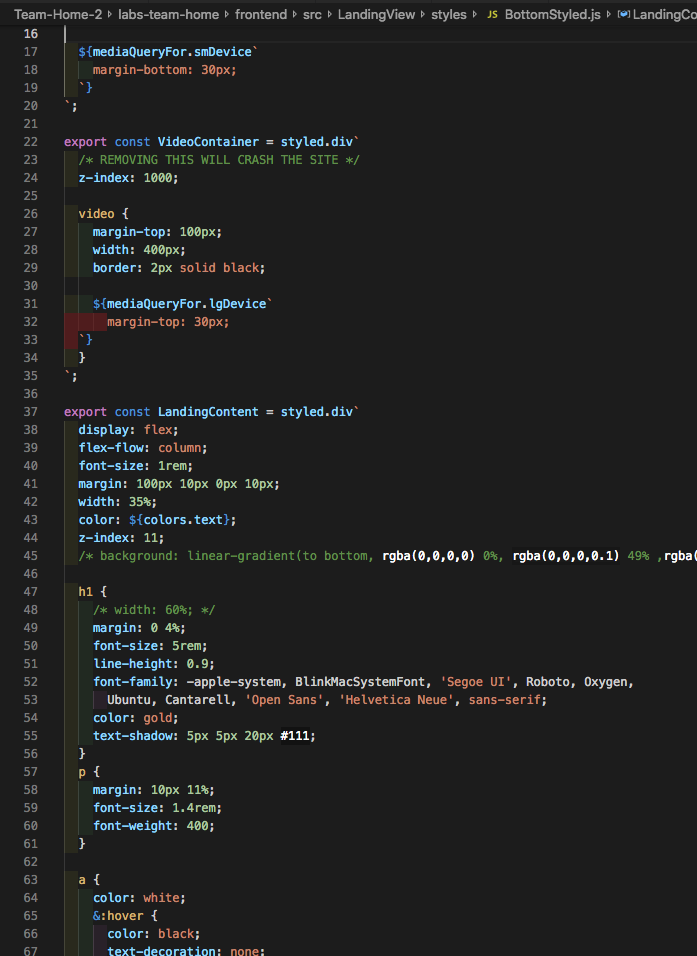 Team-Home-2 › labs-team-home › frontend › src › LandingView › styles › JS BottomStyled.js › LandingCo
16
17 ${mediaQueryFor.smDevice`
18 margin-bottom: 30px;
19 `}
20 `;
21
22 export const VideoContainer = styled.div`
23 /* REMOVING THIS WILL CRASH THE SITE */
24 z-index: 1000;
25
26 video {
27 margin-top: 100px;
28 width: 400px;
29 border: 2px solid black;
30
31 ${mediaQueryFor.lgDevice`
32 margin-top: 30px;
33 `}
34 }
35 `;
36
37 export const LandingContent = styled.div`
38 display: flex;
39 flex-flow: column;
40 font-size: 1rem;
41 margin: 100px 10px 0px 10px;
42 width: 35%;
43 color: ${colors.text};
44 z-index: 11;
45 /* background: linear-gradient(to bottom, rgba(0,0,0,0) 0%, rgba(0,0,0,0.1) 49% ,rgba(
46
47 h1 {
48 /* width: 60%; */
49 margin: 0 4%;
50 font-size: 5rem;
51 line-height: 0.9;
52 font-family: -apple-system, BlinkMacSystemFont, 'Segoe UI', Roboto, Oxygen,
53 Ubuntu, Cantarell, 'Open Sans', 'Helvetica Neue', sans-serif;
54 color: gold;
55 text-shadow: 5px 5px 20px #111;
56 }
57 p {
58 margin: 10px 11%;
59 font-size: 1.4rem;
60 font-weight: 400;
61 }
62
63 a {
64 color: white;
65 &:hover {
66 color: black;
67 text-decoration: none;